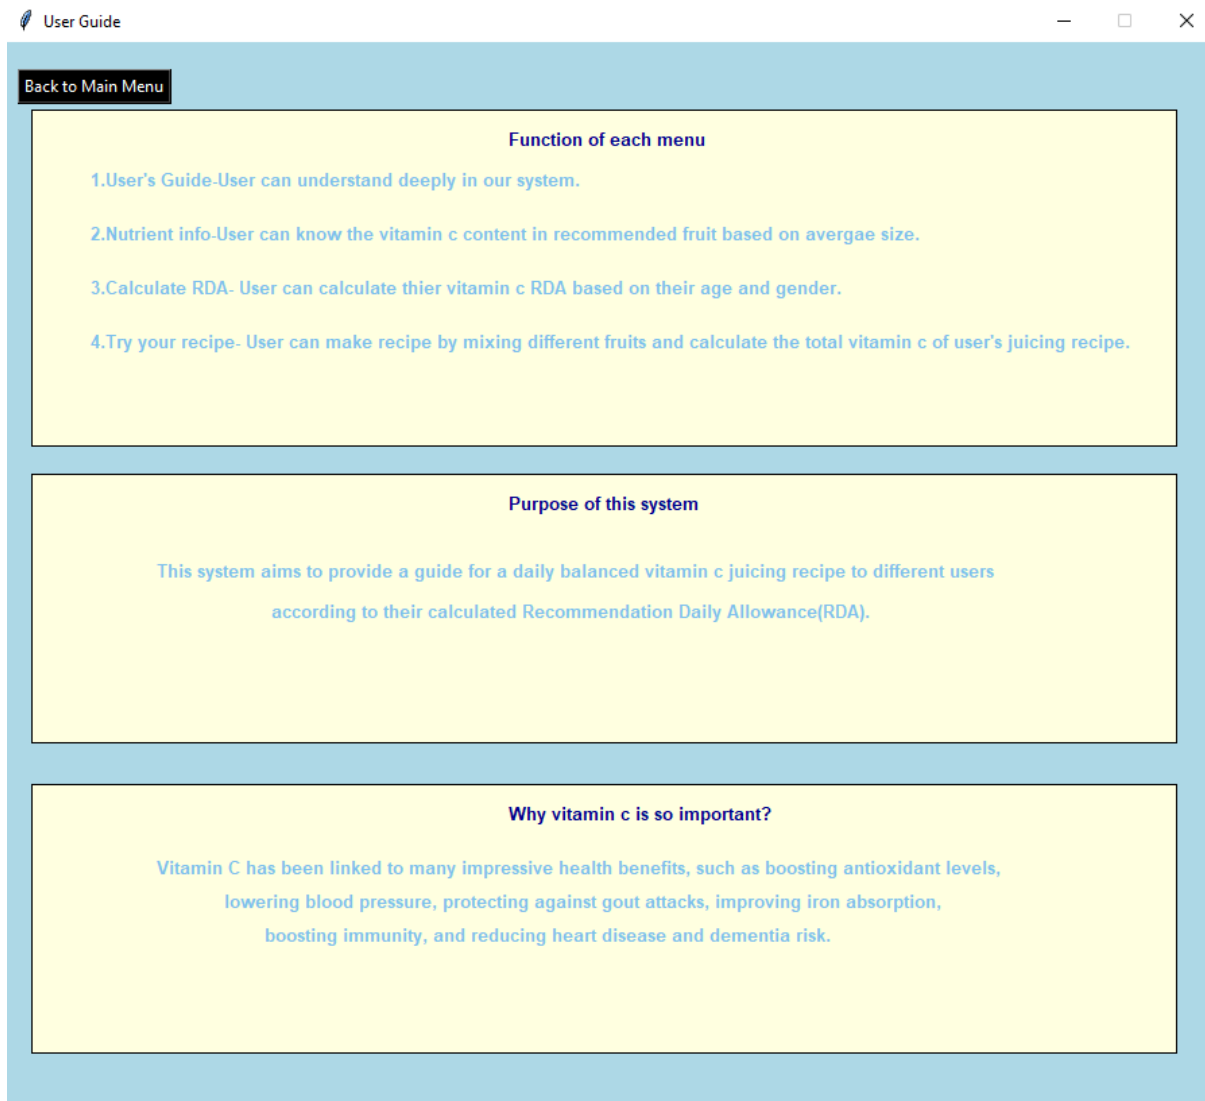 User Guide
Back to Main Menu
Function of each menu
1.User's Guide-User can understand deeply in our system.
2.Nutrient info-User can know the vitamin c content in recommended fruit based on avergae size.
3.Calculate RDA- User can calculate thier vitamin c RDA based on their age and gender.
4.Try your recipe- User can make recipe by mixing different fruits and calculate the total vitamin c of user's juicing recipe.
Purpose of this system
This system aims to provide a guide for a daily balanced vitamin c juicing recipe to different users
according to their calculated Recommendation Daily Allowance(RDA).
Why vitamin c is so important?
Vitamin C has been linked to many impressive health benefits, such as boosting antioxidant levels,
lowering blood pressure, protecting against gout attacks, improving iron absorption,
boosting immunity, and reducing heart disease and dementia risk.